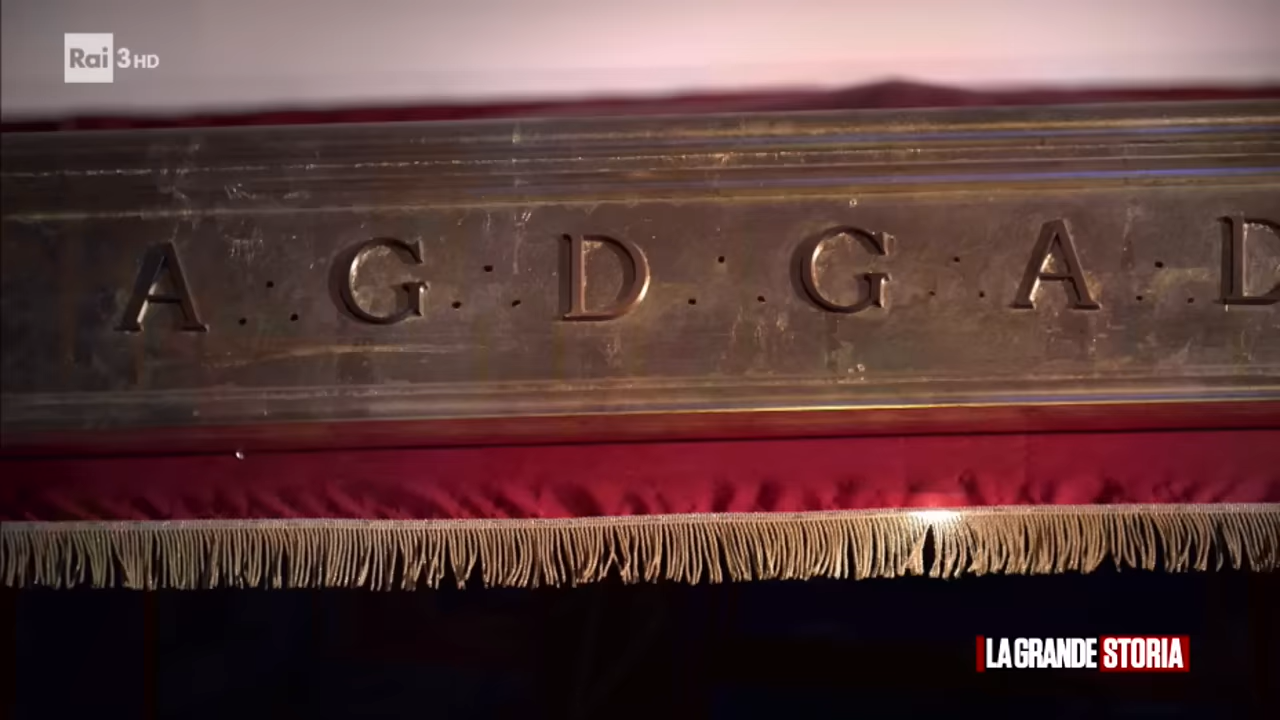 Rai 3HD
A ∴ G ∴ D ∴ G ∴ A ∴ D
LA GRANDE STORIA